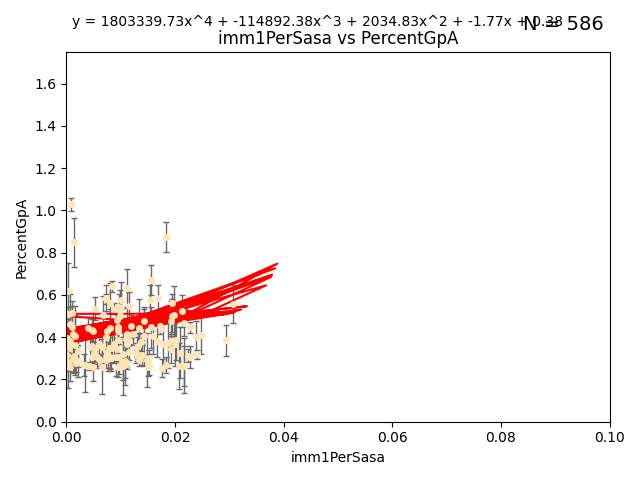 y = 1803339.73x^4 + -114892.38x^3 + 2034.83x^2 + -1.77x + 0.38
N = 586
imm1PerSasa vs PercentGpA
PercentGpA
1.6
1.4
1.2
1.0
0.8
0.6
0.4
0.2
0.0
0.00 0.02 0.04 0.06 0.08 0.10
imm1PerSasa